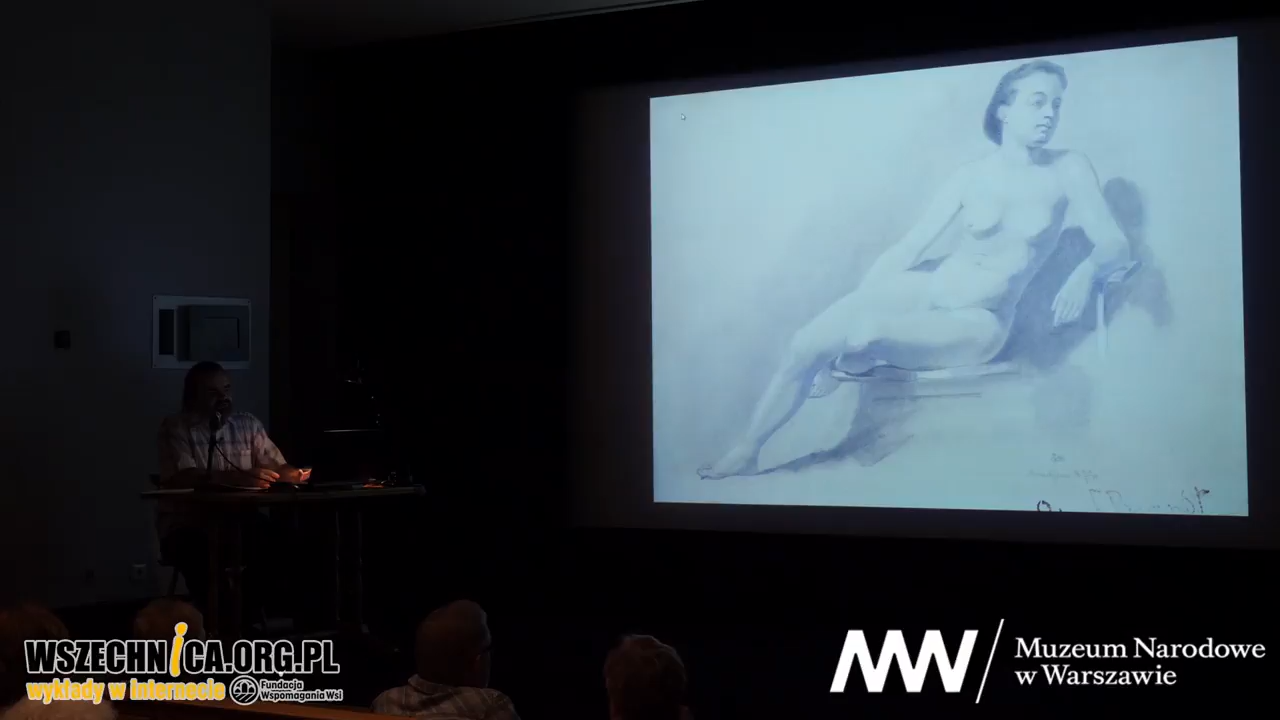 WSZECHNiCA.ORG.PL
wykłady w internecie
Fundacja
Wspomagania Wsi
Muzeum Narodowe
w Warszawie